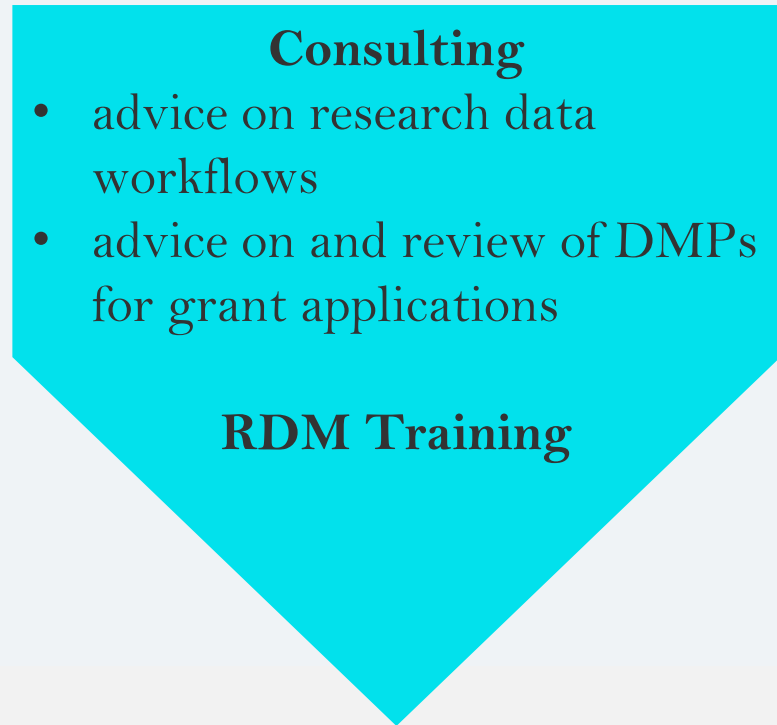 Consulting
• advice on research data
workflows
• advice on and review of DMPs
for grant applications
RDM Training